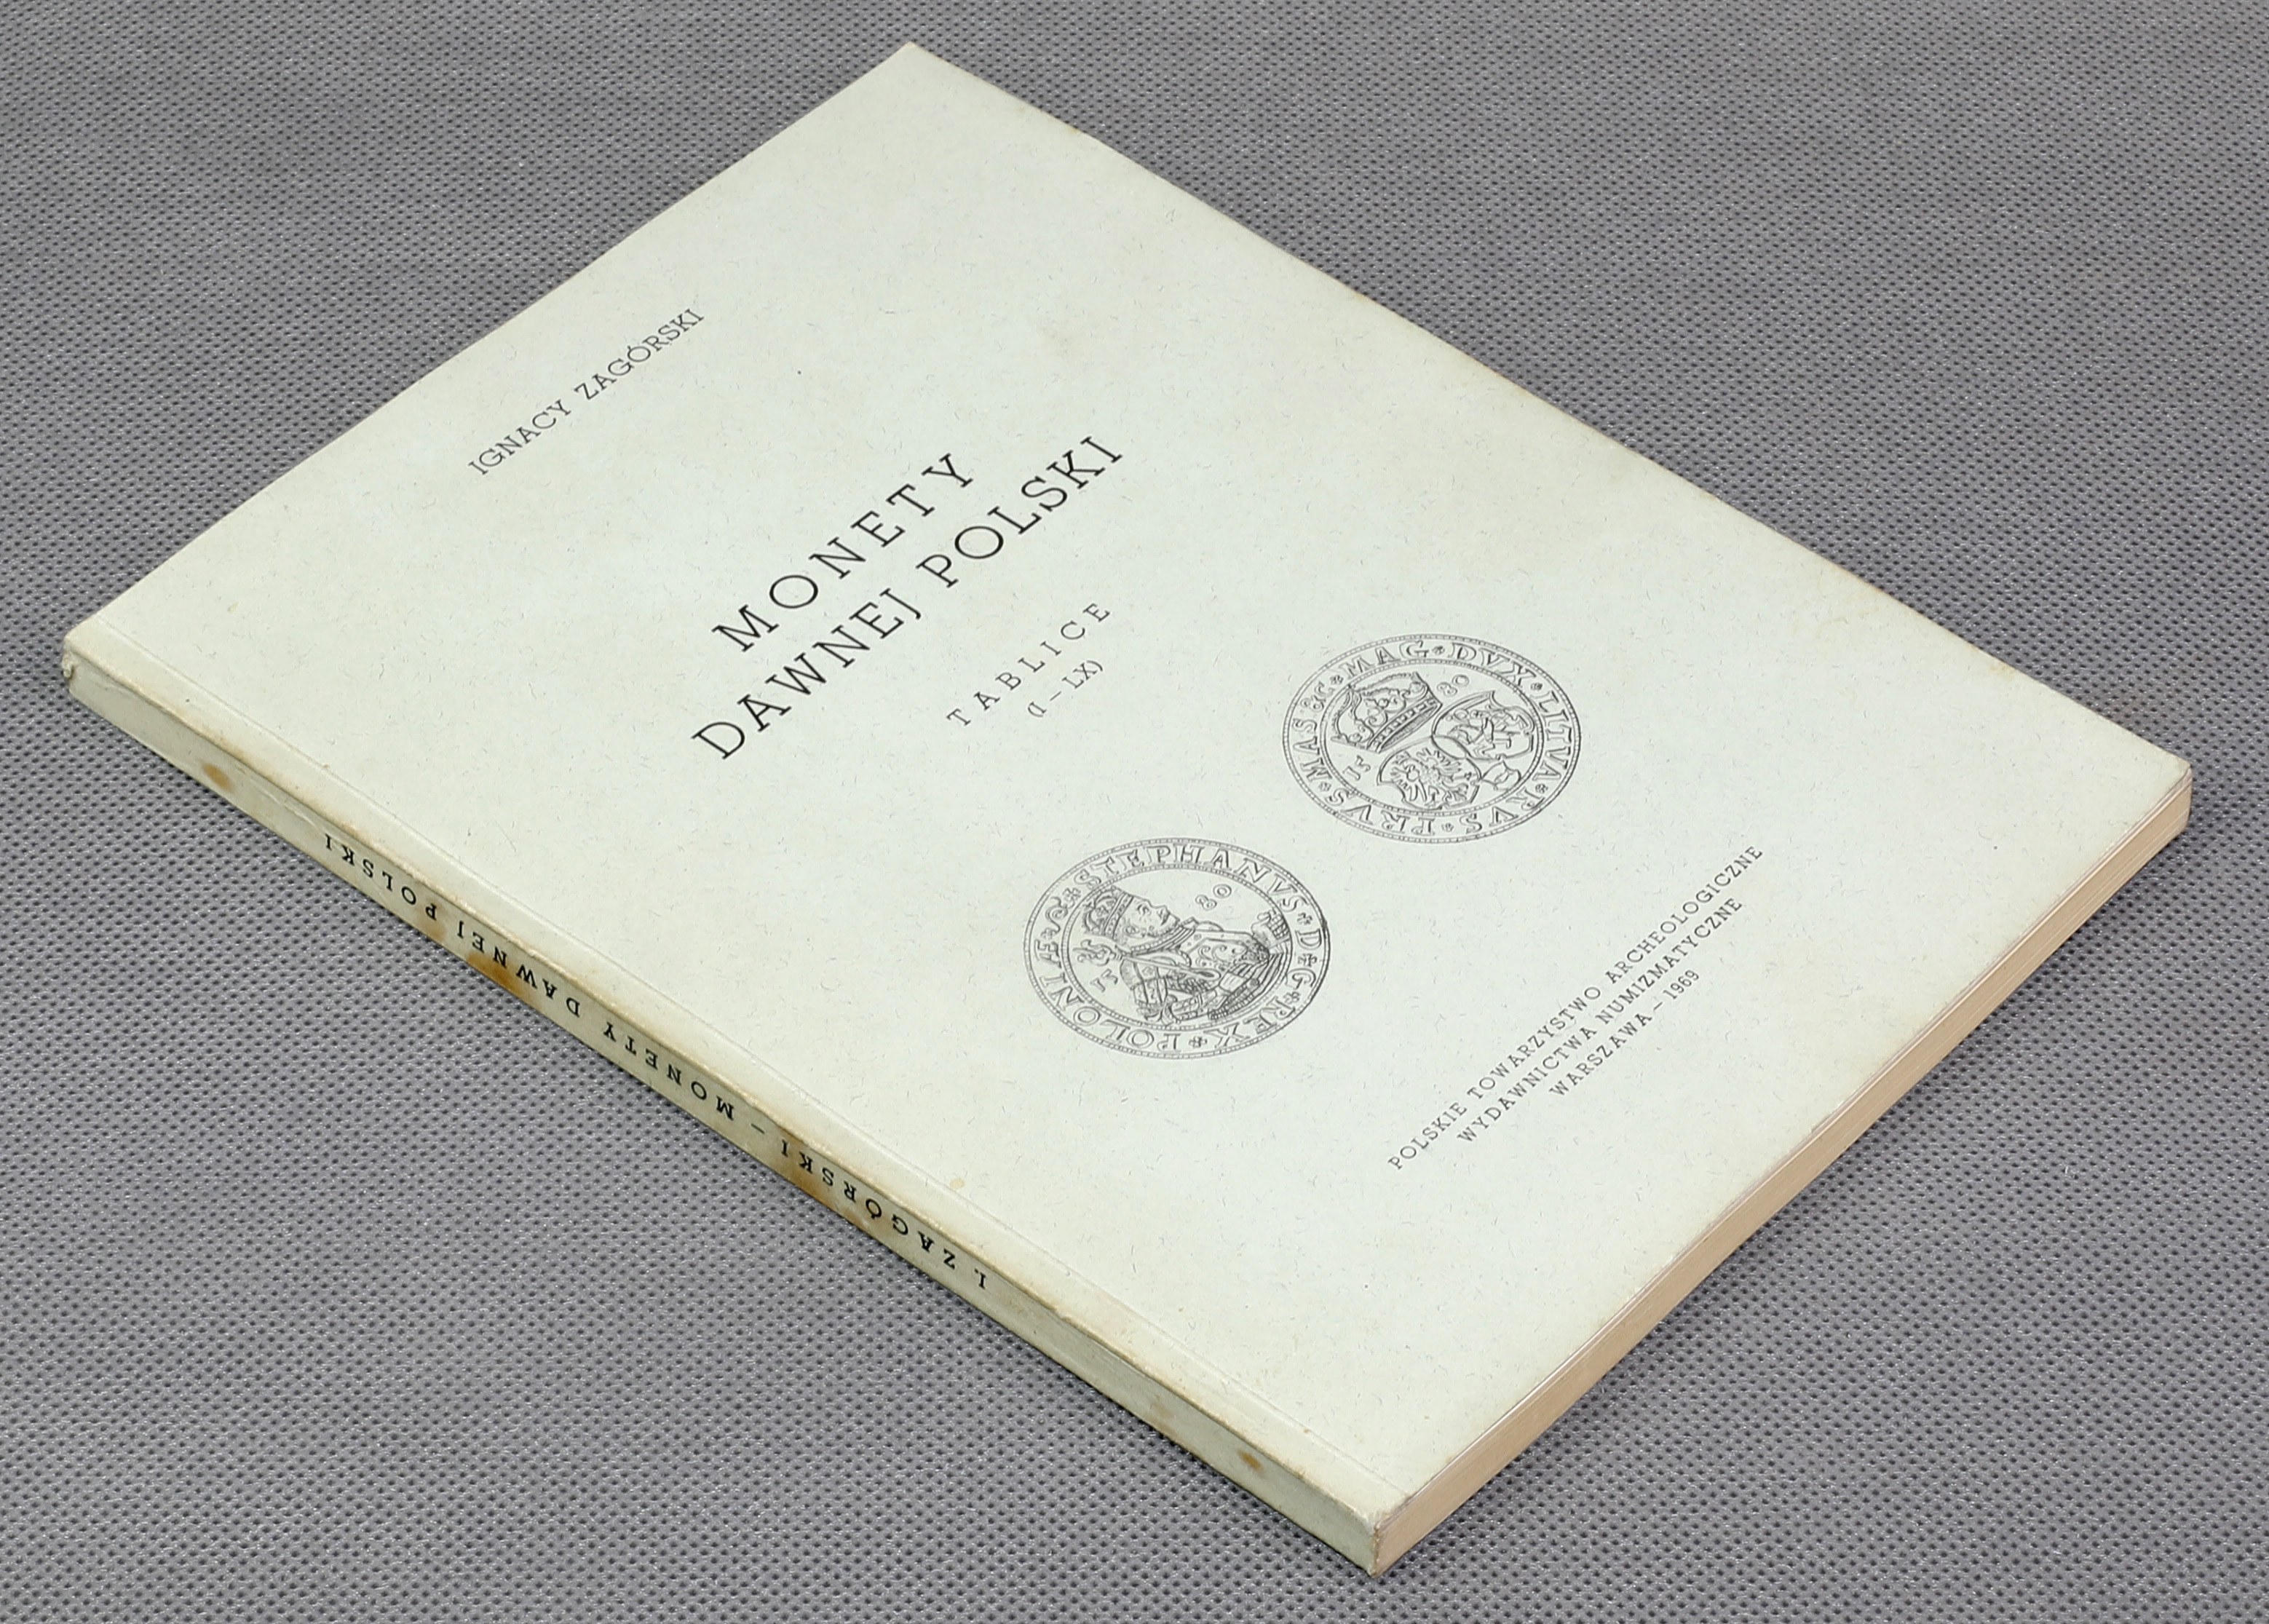 IGNACY ZAGÓRSKI
MONETY
DAWNEJ POLSKI
TABLICE
(I – LX)
STEPHANVS · D · G · REX · POLONIÆ
15 80
MAG · DVX · LITVA · RVS · PRVS · MAS
15 80
POLSKIE TOWARZYSTWO ARCHEOLOGICZNE
WYDAWNICTWA NUMIZMATYCZNE
WARSZAWA – 1969
I. ZAGÓRSKI – MONETY DAWNEJ POLSKI